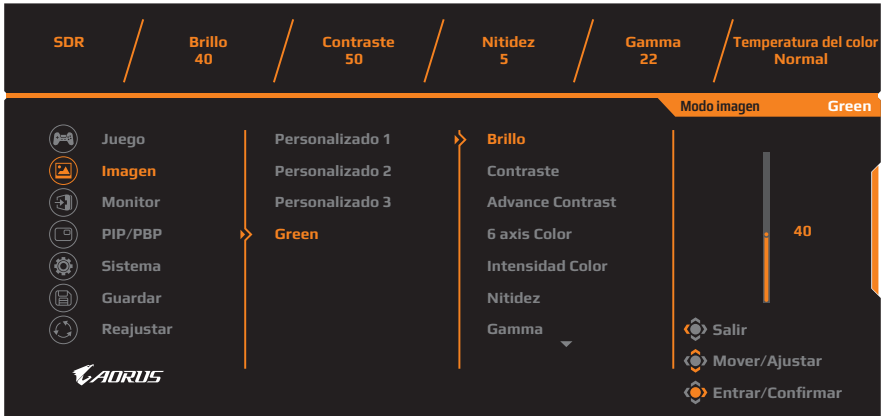 SDR
Brillo
40
Contraste
50
Nitidez
5
Gamma
22
Temperatura del color
Normal
Modo imagen Green
Juego
Imagen
Monitor
PIP/PBP
Sistema
Guardar
Reajustar
Personalizado 1
Personalizado 2
Personalizado 3
Green
Brillo
Contraste
Advance Contrast
6 axis Color
Intensidad Color
Nitidez
Gamma
40
Salir
Mover/Ajustar
Entrar/Confirmar
AORUS